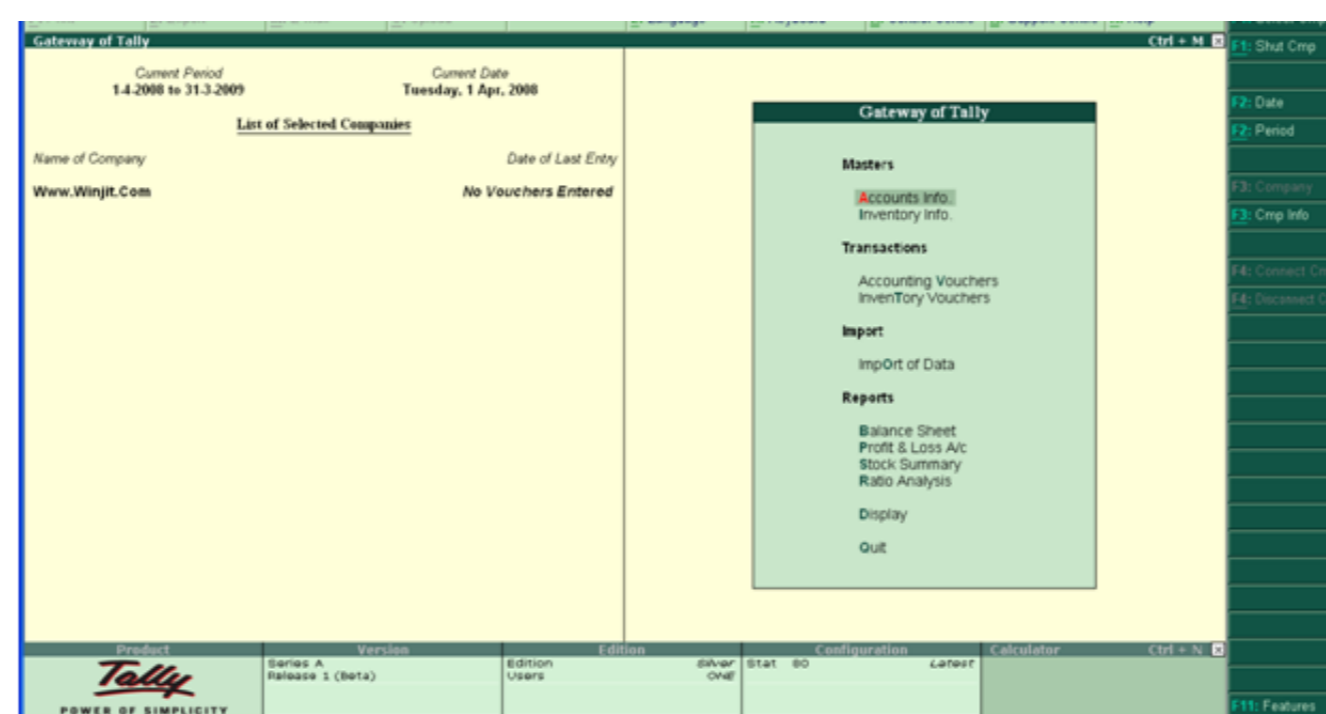 Gateway of Tally Ctrl + M
Current Period Current Date
1-4-2008 to 31-3-2009 Tuesday, 1 Apr, 2008
List of Selected Companies
Name of Company Date of Last Entry
Www.Winjit.Com No Vouchers Entered
Gateway of Tally
Masters
Accounts Info.
Inventory Info.
Transactions
Accounting Vouchers
InvenTory Vouchers
Import
ImpOrt of Data
Reports
Balance Sheet
Profit & Loss A/c
Stock Summary
Ratio Analysis
Display
Quit
F1: Shut Cmp
F2: Date
F2: Period
F3: Company
F3: Cmp Info
F4: Connect
F4: Disconnect
F11: Features
Product Version Edition Configuration Calculator Ctrl + N
Tally
POWER OF SIMPLICITY
Series A
Release 1 (Beta)
Edition Silver
Users ONE
Stat 80 Latest